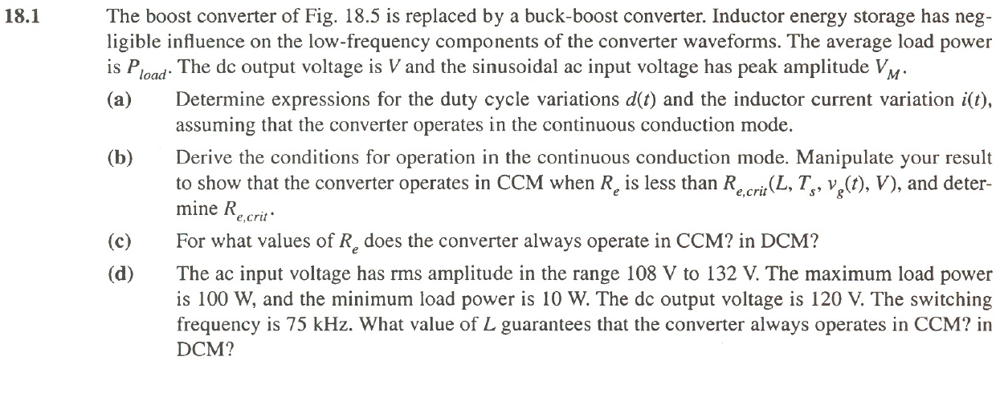 18.1 The boost converter of Fig. 18.5 is replaced by a buck-boost converter. Inductor energy storage has neg-
ligible influence on the low-frequency components of the converter waveforms. The average load power
is P_load. The dc output voltage is V and the sinusoidal ac input voltage has peak amplitude V_M.
(a) Determine expressions for the duty cycle variations d(t) and the inductor current variation i(t),
assuming that the converter operates in the continuous conduction mode.
(b) Derive the conditions for operation in the continuous conduction mode. Manipulate your result
to show that the converter operates in CCM when R_e is less than R_e,crit(L, T_s, v_g(t), V), and deter-
mine R_e,crit.
(c) For what values of R_e does the converter always operate in CCM? in DCM?
(d) The ac input voltage has rms amplitude in the range 108 V to 132 V. The maximum load power
is 100 W, and the minimum load power is 10 W. The dc output voltage is 120 V. The switching
frequency is 75 kHz. What value of L guarantees that the converter always operates in CCM? in
DCM?